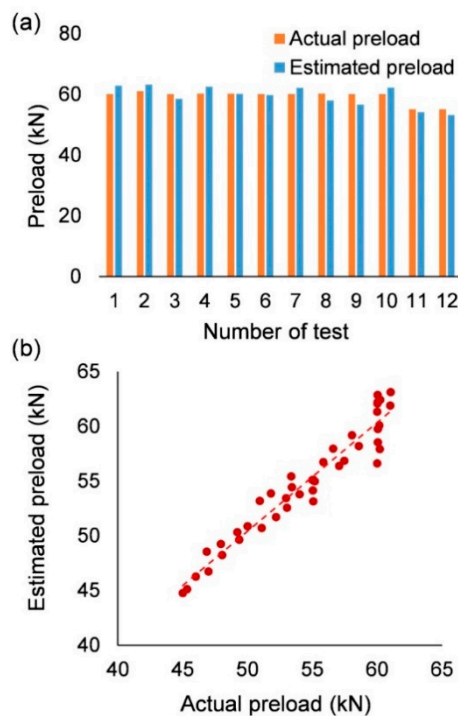 (a)
80
60
40
20
0
Preload (kN)
Actual preload
Estimated preload
1 2 3 4 5 6 7 8 9 10 11 12
Number of test
(b)
65
60
55
50
45
40
Estimated preload (kN)
40 45 50 55 60 65
Actual preload (kN)